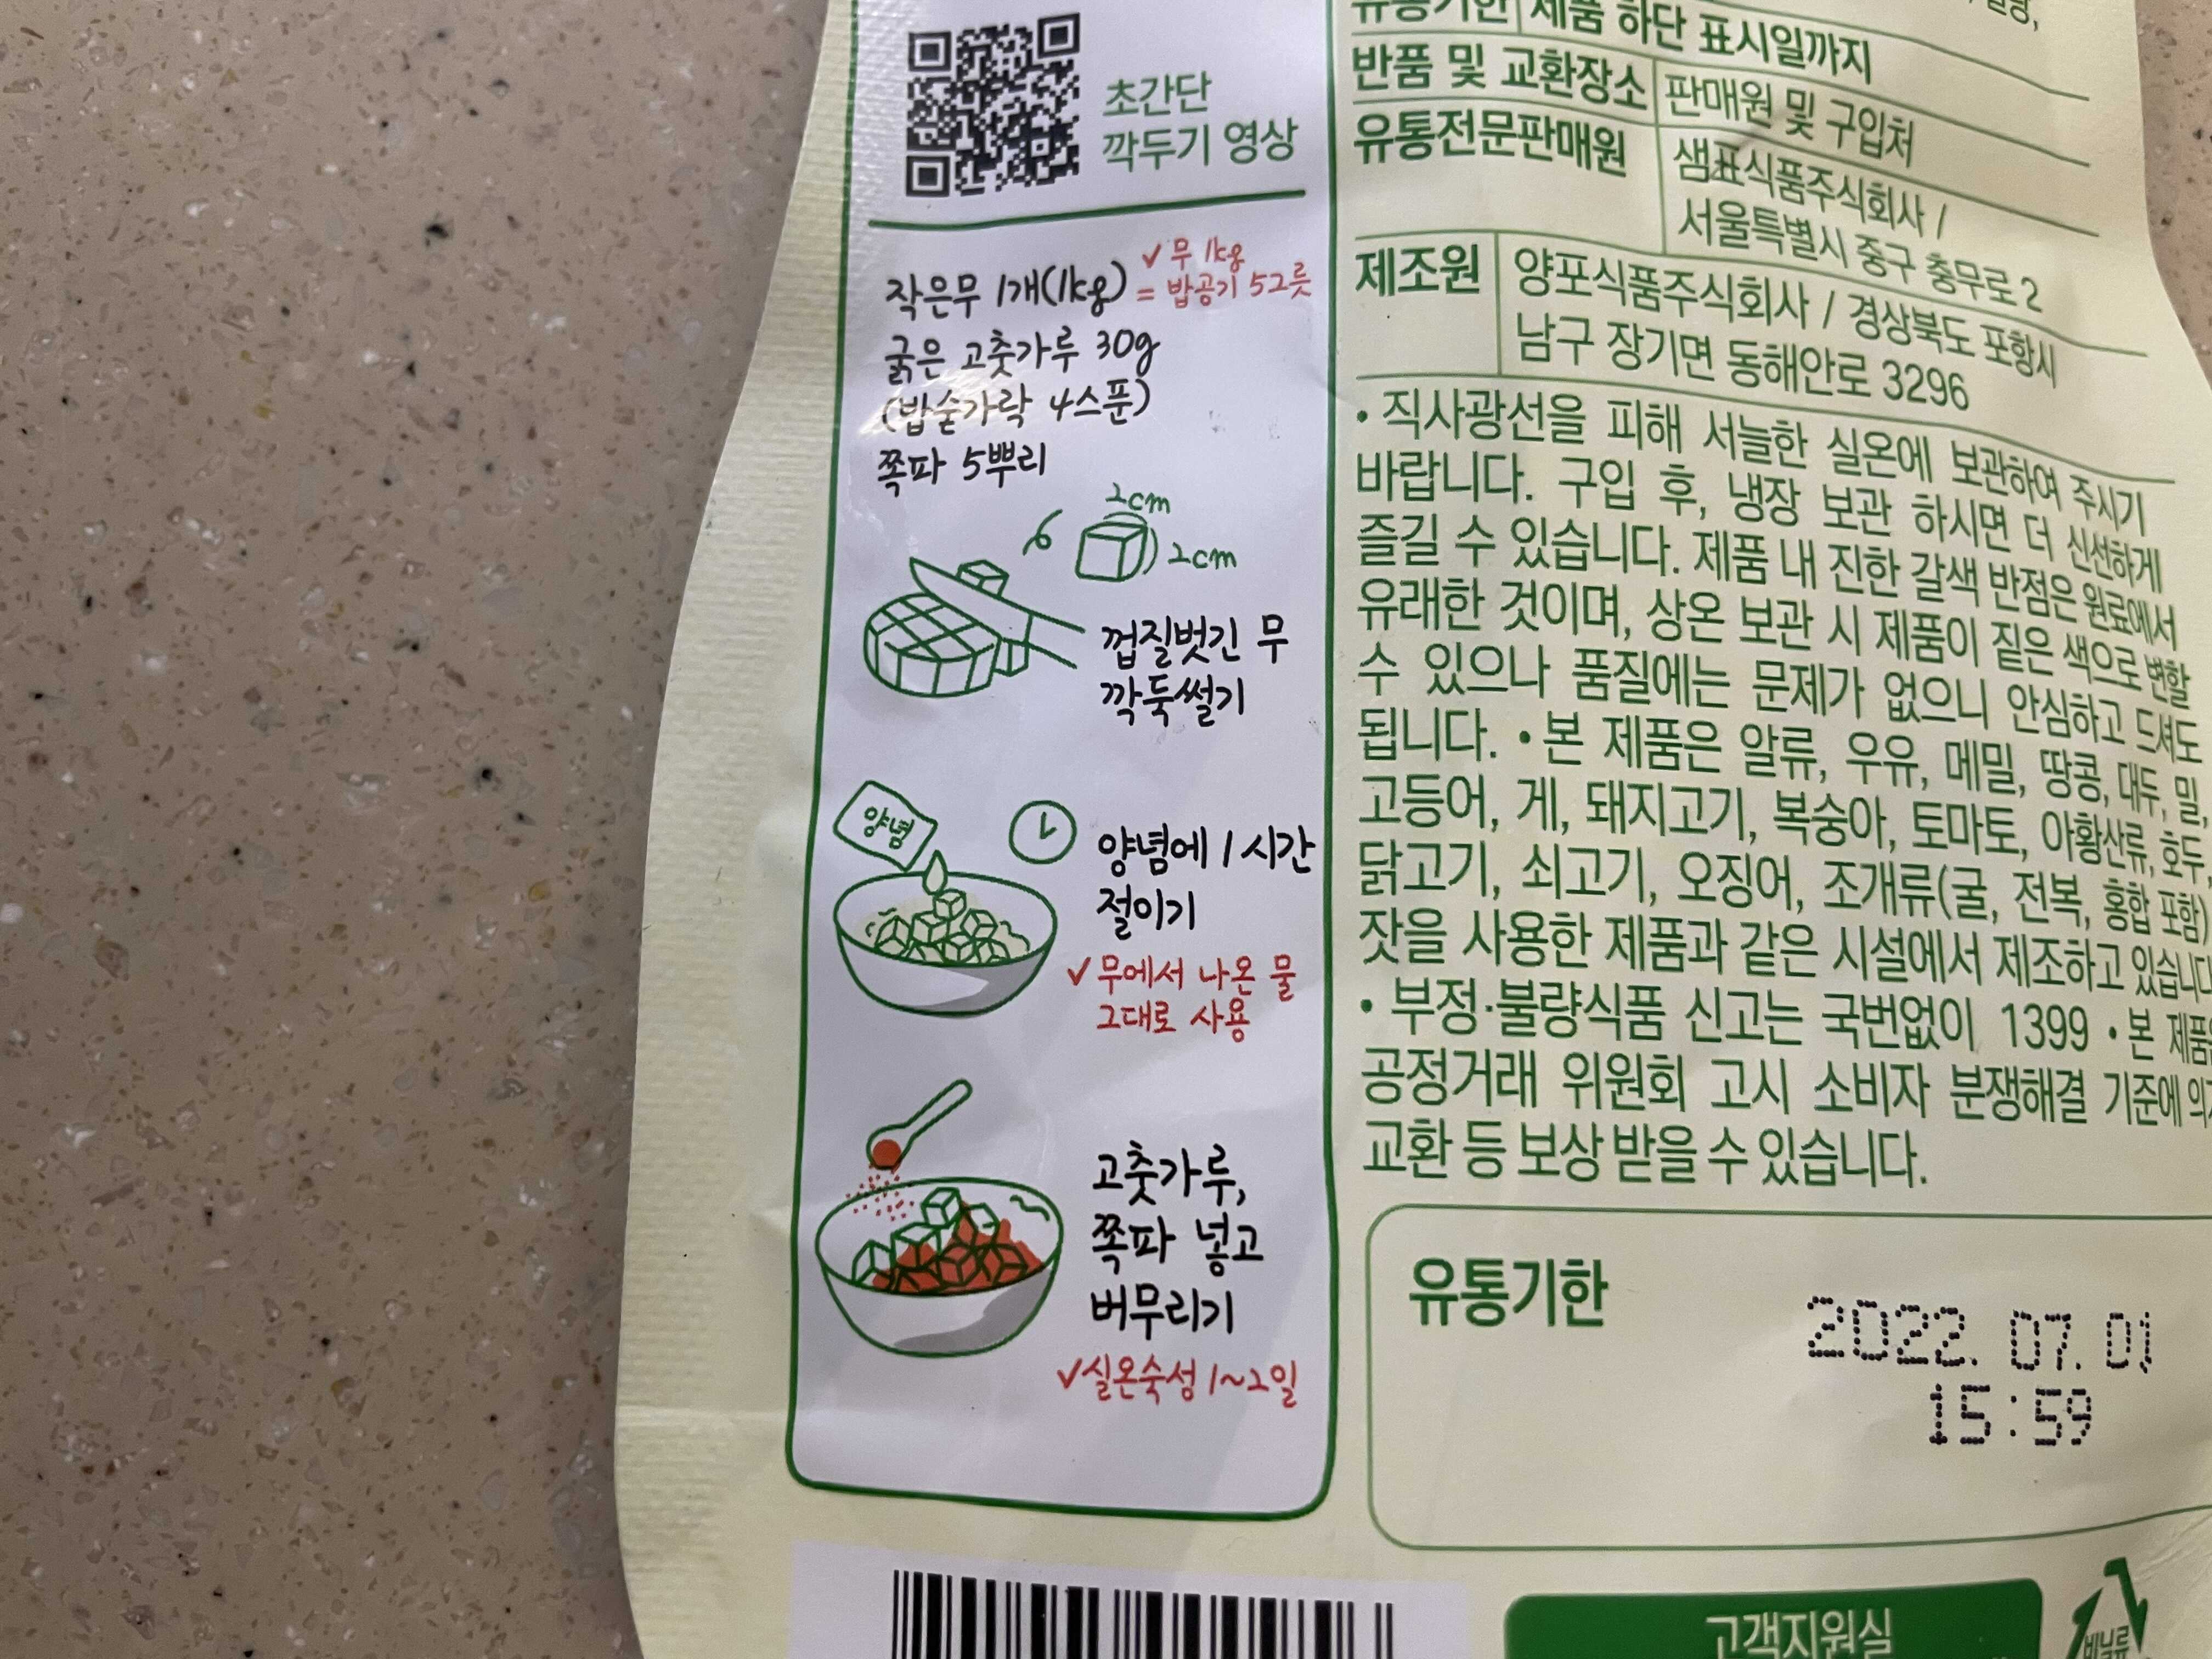 초간단
깍두기 영상
작은무 1개(1kg)
✓무 1kg
= 밥공기 5그릇
굵은 고춧가루 30g
(밥숟가락 4스푼)
쪽파 5뿌리
2cm
2cm
껍질벗긴 무
깍둑썰기
양념
양념에 1시간
절이기
✓무에서 나온 물
그대로 사용
고춧가루,
쪽파 넣고
버무리기
✓실온숙성 1~2일
유통기한 제품 하단 표시일까지
반품 및 교환장소 판매원 및 구입처
유통전문판매원 샘표식품주식회사 /
서울특별시 중구 충무로 2
제조원 양포식품주식회사 / 경상북도 포항시
남구 장기면 동해안로 3296
• 직사광선을 피해 서늘한 실온에 보관하여 주시기
바랍니다. 구입 후, 냉장 보관 하시면 더 신선하게
즐길 수 있습니다. 제품 내 진한 갈색 반점은 원료에서
유래한 것이며, 상온 보관 시 제품이 짙은 색으로 변할
수 있으나 품질에는 문제가 없으니 안심하고 드셔도
됩니다. • 본 제품은 알류, 우유, 메밀, 땅콩, 대두, 밀,
고등어, 게, 돼지고기, 복숭아, 토마토, 아황산류, 호두,
닭고기, 쇠고기, 오징어, 조개류(굴, 전복, 홍합 포함)
잣을 사용한 제품과 같은 시설에서 제조하고 있습니다
• 부정·불량식품 신고는 국번없이 1399 • 본 제품
공정거래 위원회 고시 소비자 분쟁해결 기준에 의
교환 등 보상 받을 수 있습니다.
유통기한
2022. 07. 01
15:59
고객지원실
비닐류